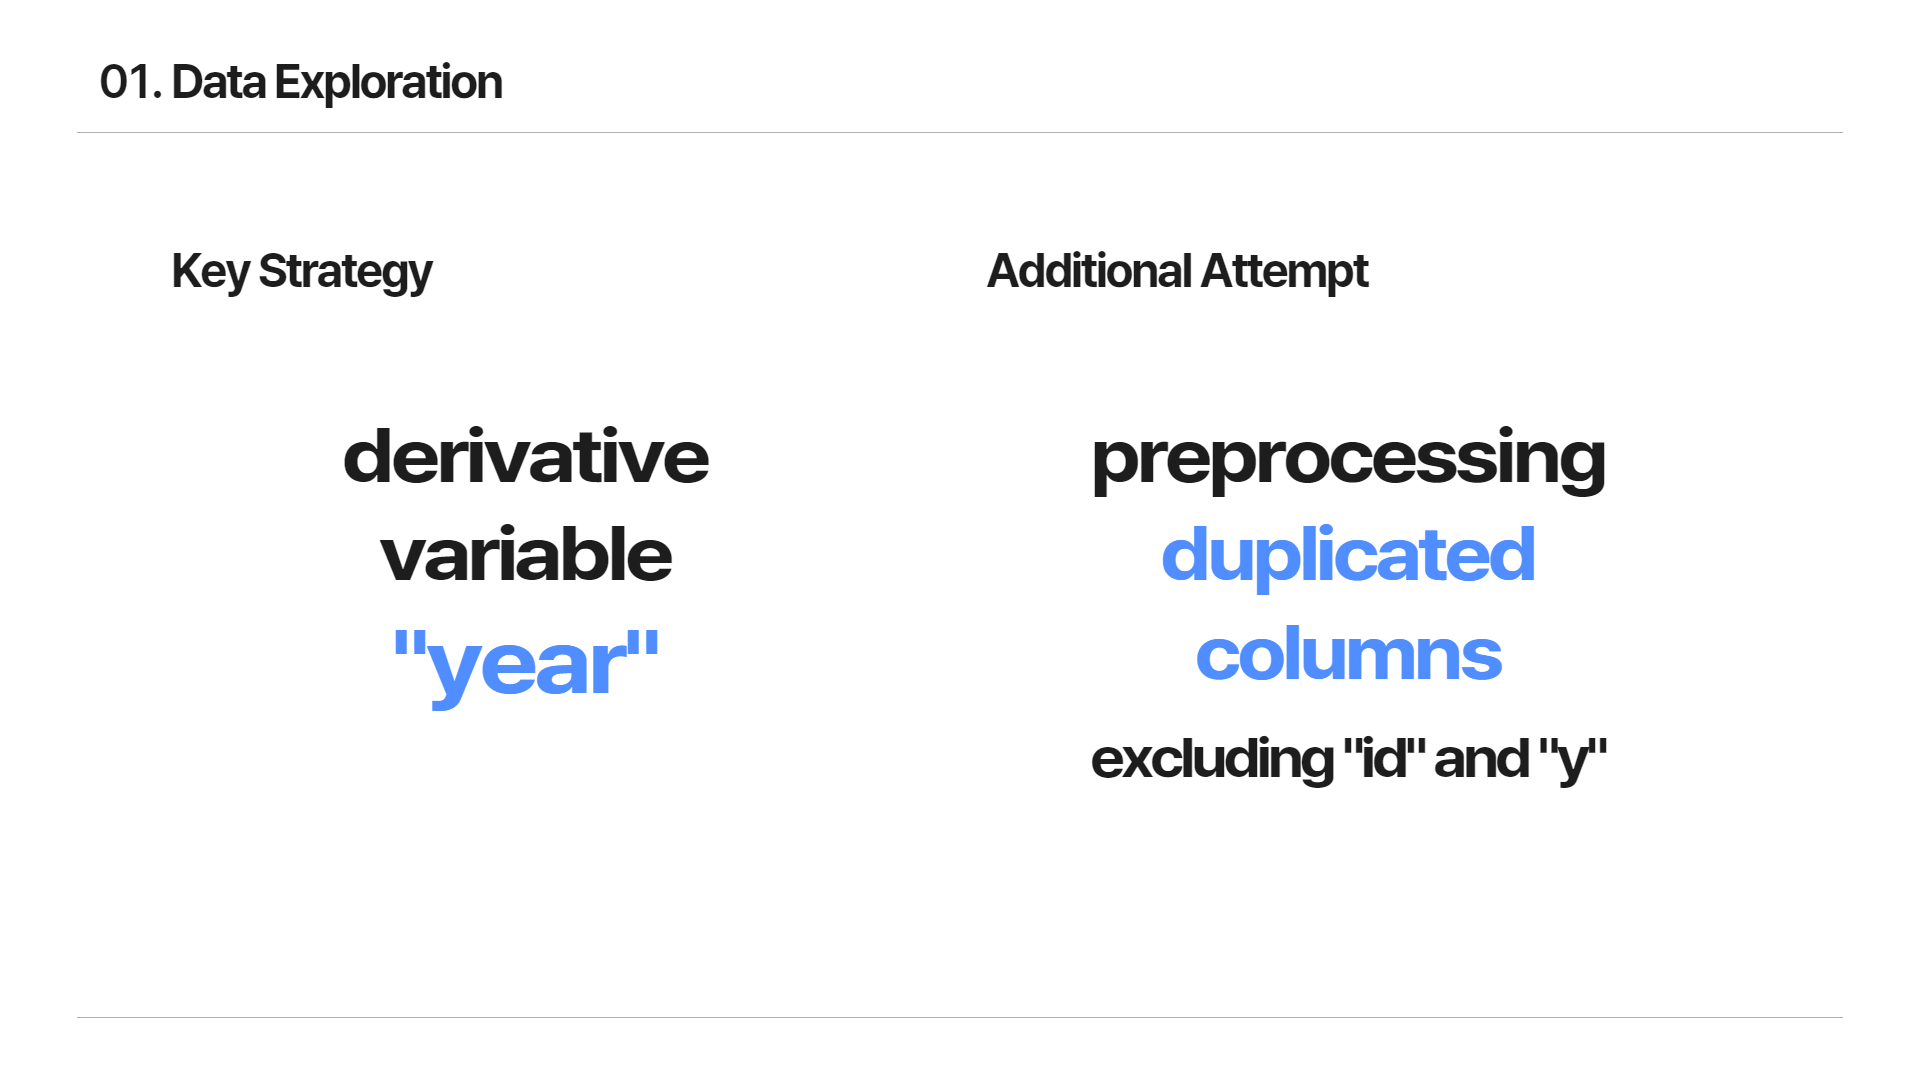 01. Data Exploration
Key Strategy
derivative
variable
"year"
Additional Attempt
preprocessing
duplicated
columns
excluding "id" and "y"